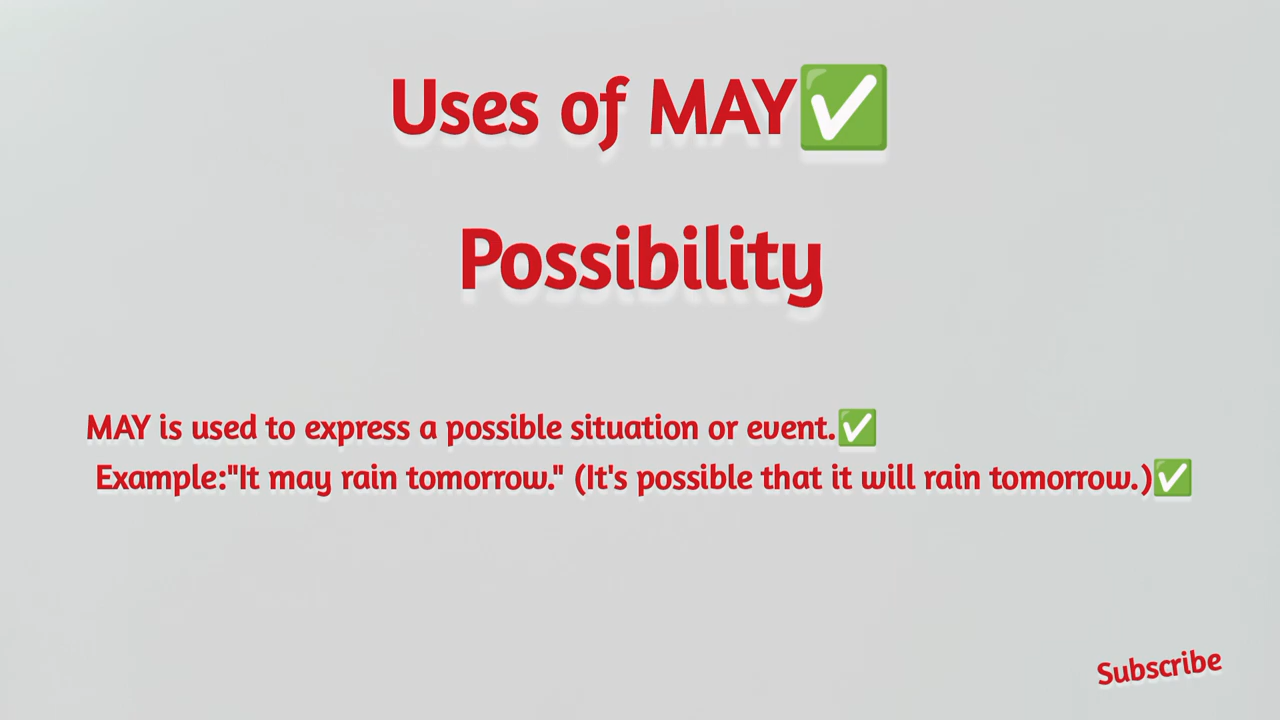 Uses of MAY✅
Possibility
MAY is used to express a possible situation or event.✅
Example:"It may rain tomorrow." (It's possible that it will rain tomorrow.)✅
Subscribe